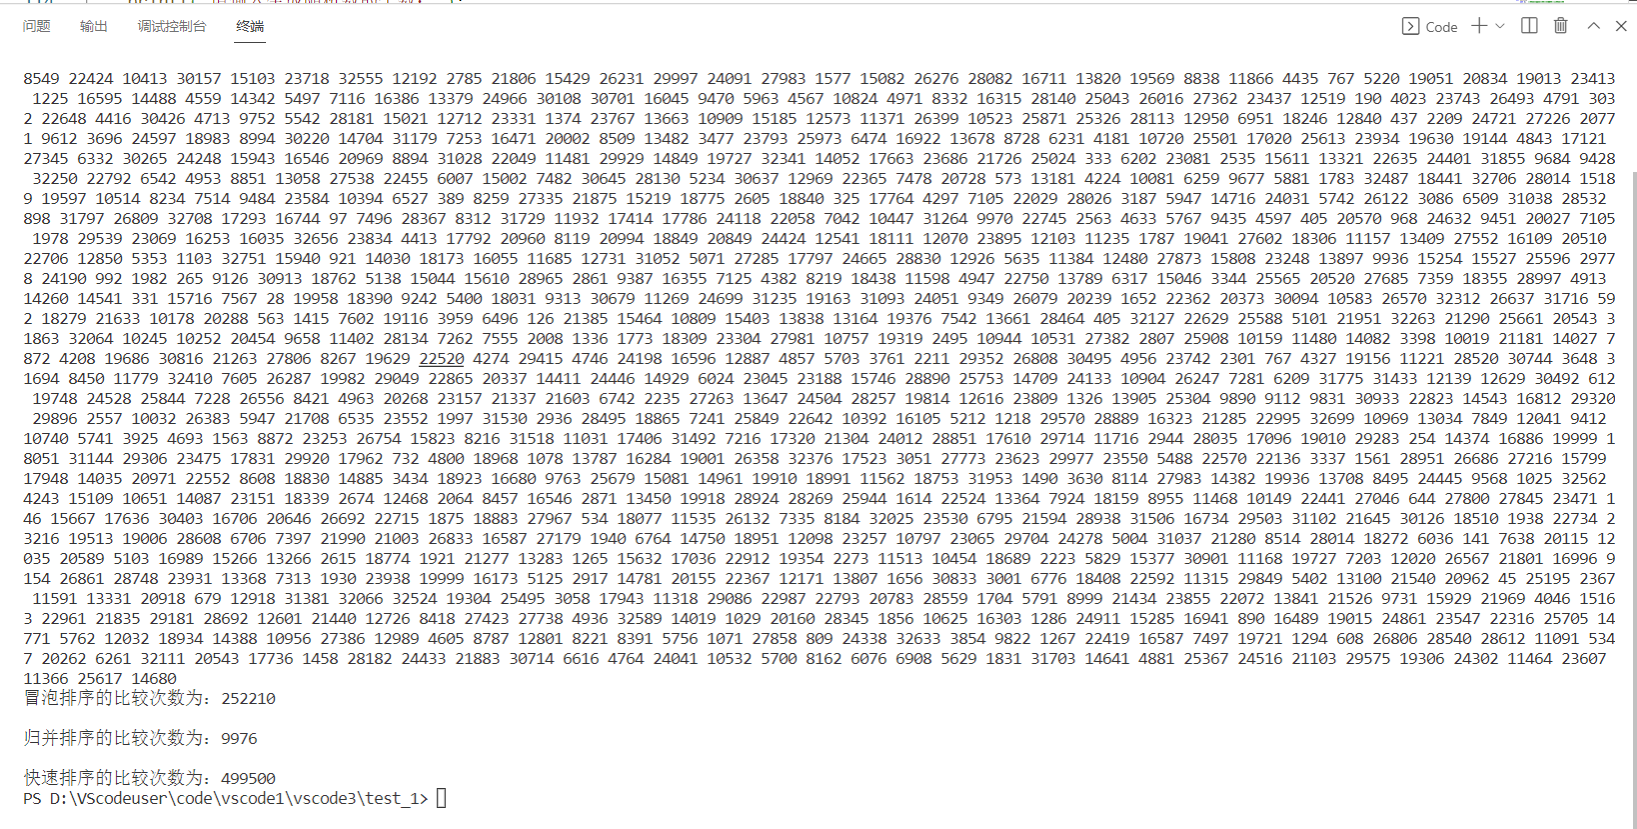 问题 输出 调试控制台 终端 Code
8549 22424 10413 30157 15103 23718 32555 12192 2785 21806 15429 26231 29997 24091 27983 1577 15082 26276 28082 16711 13820 19569 8838 11866 4435 767 5220 19051 20834 19013 23413
1225 16595 14488 4559 14342 5497 7116 16386 13379 24966 30108 30701 16045 9470 5963 4567 10824 4971 8332 16315 28140 25043 26016 27362 23437 12519 190 4023 23743 26493 4791 303
2 22648 4416 30426 4713 9752 5542 28181 15021 12712 23331 1374 23767 13663 10909 15185 12573 11371 26399 10523 25871 25326 28113 12950 6951 18246 12840 437 2209 24721 27226 2077
1 9612 3696 24597 18983 8994 30220 14704 31179 7253 16471 20002 8509 13482 3477 23793 25973 6474 16922 13678 8728 6231 4181 10720 25501 17020 25613 23934 19630 19144 4843 17121
27345 6332 30265 24248 15943 16546 20969 8894 31028 22049 11481 29929 14849 19727 32341 14052 17663 23686 21726 25024 333 6202 23081 2535 15611 13321 22635 24401 31855 9684 9428
32250 22792 6542 4953 8851 13058 27538 22455 6007 15002 7482 30645 28130 5234 30637 12969 22365 7478 20728 573 13181 4224 10081 6259 9677 5881 1783 32487 18441 32706 28014 1518
9 19597 10514 8234 7514 9484 23584 10394 6527 389 8259 27335 21875 15219 18775 2605 18840 325 17764 4297 7105 22029 28026 3187 5947 14716 24031 5742 26122 3086 6509 31038 28532
898 31797 26809 32708 17293 16744 97 7496 28367 8312 31729 11932 17414 17786 24118 22058 7042 10447 31264 9970 22745 2563 4633 5767 9435 4597 405 20570 968 24632 9451 20027 7105
1978 29539 23069 16253 16035 32656 23834 4413 17792 20960 8119 20994 18849 20849 24424 12541 18111 12070 23895 12103 11235 1787 19041 27602 18306 11157 13409 27552 16109 20510
22706 12850 5353 1103 32751 15940 921 14030 18173 16055 11685 12731 31052 5071 27285 17797 24665 28830 12926 5635 11384 12480 27873 15808 23248 13897 9936 15254 15527 25596 2977
8 24190 992 1982 265 9126 30913 18762 5138 15044 15610 28965 2861 9387 16355 7125 4382 8219 18438 11598 4947 22750 13789 6317 15046 3344 25565 20520 27685 7359 18355 28997 4913
14260 14541 331 15716 7567 28 19958 18390 9242 5400 18031 9313 30679 11269 24699 31235 19163 31093 24051 9349 26079 20239 1652 22362 20373 30094 10583 26570 32312 26637 31716 59
2 18279 21633 10178 20288 563 1415 7602 19116 3959 6496 126 21385 15464 10809 15403 13838 13164 19376 7542 13661 28464 405 32127 22629 25588 5101 21951 32263 21290 25661 20543 3
1863 32064 10245 10252 20454 9658 11402 28134 7262 7555 2008 1336 1773 18309 23304 27981 10757 19319 2495 10944 10531 27382 2807 25908 10159 11480 14082 3398 10019 21181 14027 7
872 4208 19686 30816 21263 27806 8267 19629 22520 4274 29415 4746 24198 16596 12887 4857 5703 3761 2211 29352 26808 30495 4956 23742 2301 767 4327 19156 11221 28520 30744 3648 3
1694 8450 11779 32410 7605 26287 19982 29049 22865 20337 14411 24446 14929 6024 23045 23188 15746 28890 25753 14709 24133 10904 26247 7281 6209 31775 31433 12139 12629 30492 612
19748 24528 25844 7228 26556 8421 4963 20268 23157 21337 21603 6742 2235 27263 13647 24504 28257 19814 12616 23809 1326 13905 25304 9890 9112 9831 30933 22823 14543 16812 29320
29896 2557 10032 26383 5947 21708 6535 23552 1997 31530 2936 28495 18865 7241 25849 22642 10392 16105 5212 1218 29570 28889 16323 21285 22995 32699 10969 13034 7849 12041 9412
10740 5741 3925 4693 1563 8872 23253 26754 15823 8216 31518 11031 17406 31492 7216 17320 21304 24012 28851 17610 29714 11716 2944 28035 17096 19010 29283 254 14374 16886 19999 1
8051 31144 29306 23475 17831 29920 17962 732 4800 18968 1078 13787 16284 19001 26358 32376 17523 3051 27773 23623 29977 23550 5488 22570 22136 3337 1561 28951 26686 27216 15799
17948 14035 20971 22552 8608 18830 14885 3434 18923 16680 9763 25679 15081 14961 19910 18991 11562 18753 31953 1490 3630 8114 27983 14382 19936 13708 8495 24445 9568 1025 32562
4243 15109 10651 14087 23151 18339 2674 12468 2064 8457 16546 2871 13450 19918 28924 28269 25944 1614 22524 13364 7924 18159 8955 11468 10149 22441 27046 644 27800 27845 23471 1
46 15667 17636 30403 16706 20646 26692 22715 1875 18883 27967 534 18077 11535 26132 7335 8184 32025 23530 6795 21594 28938 31506 16734 29503 31102 21645 30126 18510 1938 22734 2
3216 19513 19006 28608 6706 7397 21990 21003 26833 16587 27179 1940 6764 14750 18951 12098 23257 10797 23065 29704 24278 5004 31037 21280 8514 28014 18272 6036 141 7638 20115 12
035 20589 5103 16989 15266 13266 2615 18774 1921 21277 13283 1265 15632 17036 22912 19354 2273 11513 10454 18689 2223 5829 15377 30901 11168 19727 7203 12020 26567 21801 16996 9
154 26861 28748 23931 13368 7313 1930 23938 19999 16173 5125 2917 14781 20155 22367 12171 13807 1656 30833 3001 6776 18408 22592 11315 29849 5402 13100 21540 20962 45 25195 2367
11591 13331 20918 679 12918 31381 32066 32524 19304 25495 3058 17943 11318 29086 22987 22793 20783 28559 1704 5791 8999 21434 23855 22072 13841 21526 9731 15929 21969 4046 1516
3 22961 21835 29181 28692 12601 21440 12726 8418 27423 27738 4936 32589 14019 1029 20160 28345 1856 10625 16303 1286 24911 15285 16941 890 16489 19015 24861 23547 22316 25705 14
771 5762 12032 18934 14388 10956 27386 12989 4605 8787 12801 8221 8391 5756 1071 27858 809 24338 32633 3854 9822 1267 22419 16587 7497 19721 1294 608 26806 28540 28612 11091 534
7 20262 6261 32111 20543 17736 1458 28182 24433 21883 30714 6616 4764 24041 10532 5700 8162 6076 6908 5629 1831 31703 14641 4881 25367 24516 21103 29575 19306 24302 11464 23607
11366 25617 14680
冒泡排序的比较次数为：252210
归并排序的比较次数为：9976
快速排序的比较次数为：499500
PS D:\VScodeuser\code\vscode1\vscode3\test_1>